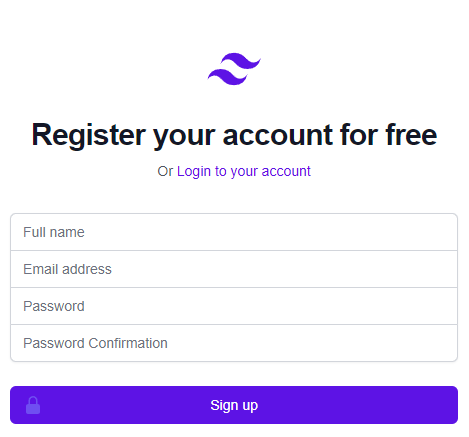 Register your account for free
Or Login to your account
Full name
Email address
Password
Password Confirmation
Sign up